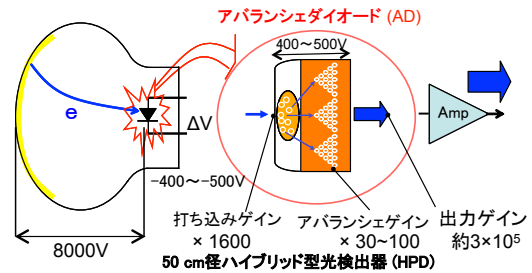 アバランシェダイオード (AD)
400～500V
e
ΔV
Amp
−400～−500V
8000V
打ち込みゲイン
× 1600
アバランシェゲイン
× 30~100
出力ゲイン
約3×10⁵
50 cm径ハイブリッド型光検出器 (HPD)